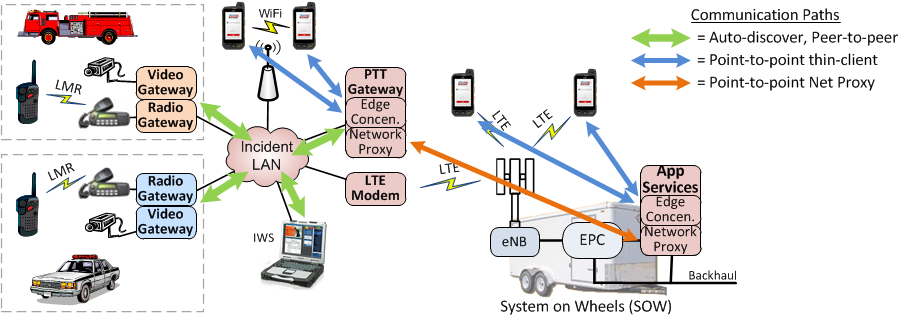 Communication Paths
= Auto-discover, Peer-to-peer
= Point-to-point thin-client
= Point-to-point Net Proxy
WiFi
LMR
Video
Gateway
Radio
Gateway
PTT
Gateway
Edge
Concen.
Network
Proxy
Incident
LAN
LTE
Modem
LTE
LTE
LTE
LMR
Radio
Gateway
Video
Gateway
IWS
App
Services
Edge
Concen.
Network
Proxy
eNB
EPC
Backhaul
System on Wheels (SOW)